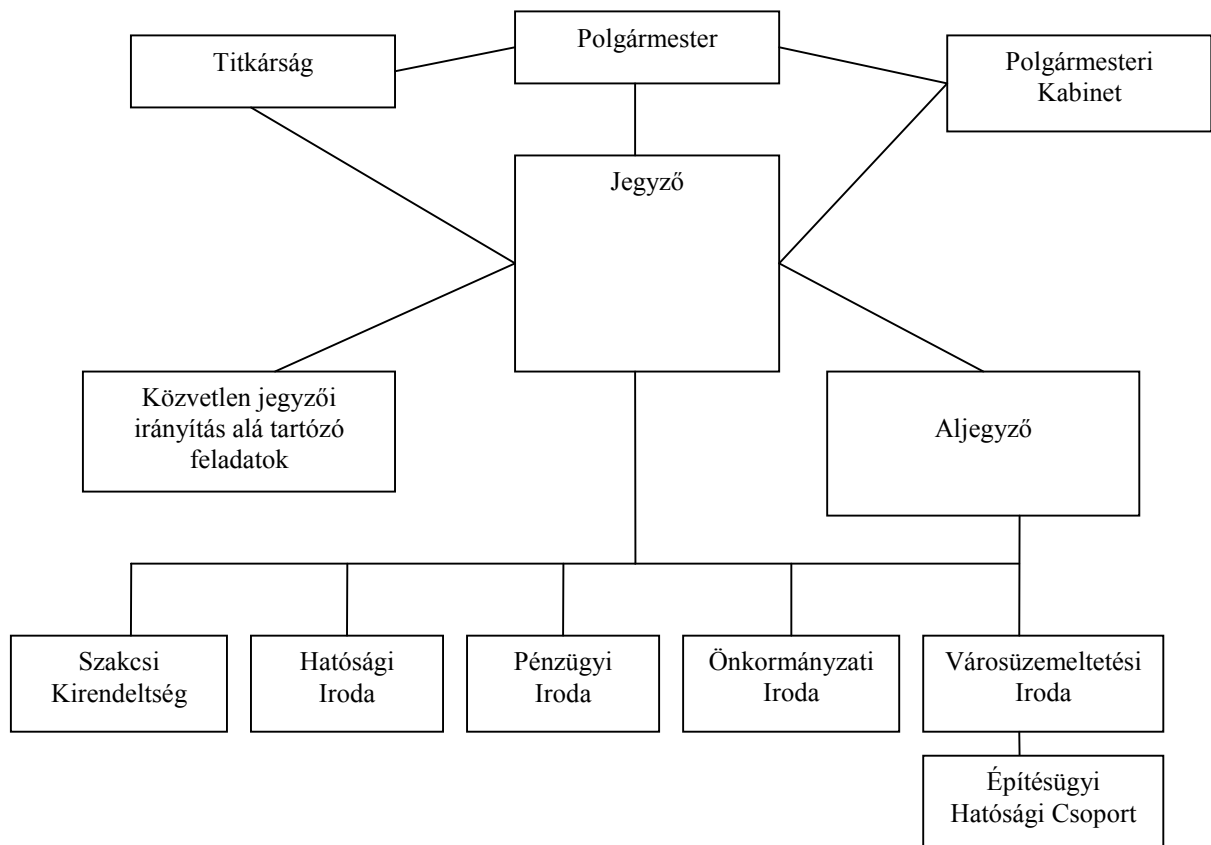 Titkárság
Polgármester
Polgármesteri
Kabinet
Jegyző
Közvetlen jegyzői
irányítás alá tartózó
feladatok
Aljegyző
Szakcsi
Kirendeltség
Hatósági
Iroda
Pénzügyi
Iroda
Önkormányzati
Iroda
Városüzemeltetési
Iroda
Építésügyi
Hatósági Csoport